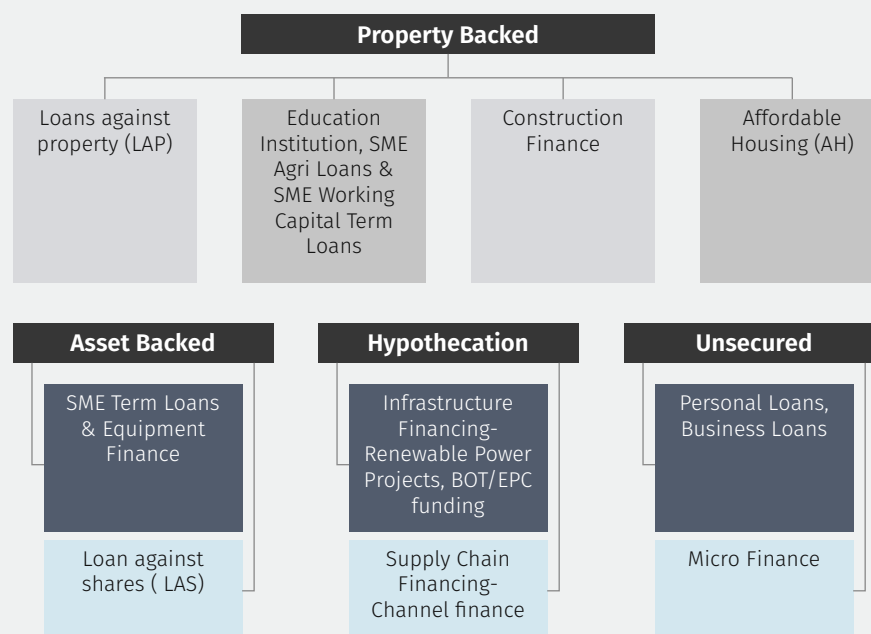 Property Backed
Loans against
property (LAP)
Education
Institution, SME
Agri Loans &
SME Working
Capital Term
Loans
Construction
Finance
Affordable
Housing (AH)
Asset Backed
SME Term Loans
& Equipment
Finance
Loan against
shares ( LAS)
Hypothecation
Infrastructure
Financing-
Renewable Power
Projects, BOT/EPC
funding
Supply Chain
Financing-
Channel finance
Unsecured
Personal Loans,
Business Loans
Micro Finance